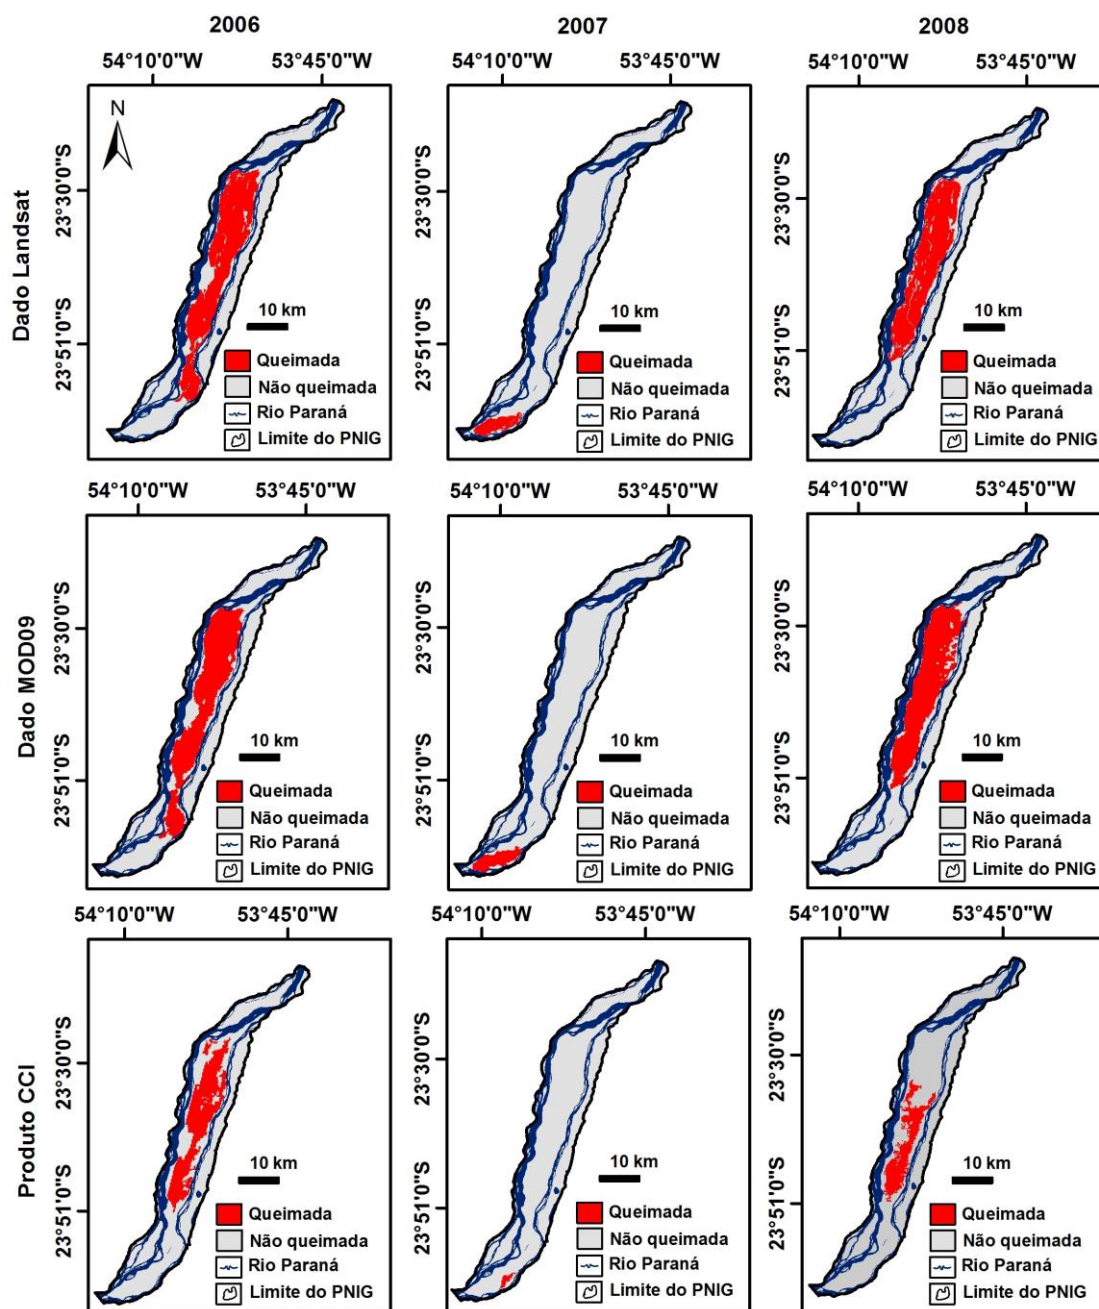 2006
2007
2008
54°10'0"W 53°45'0"W
54°10'0"W 53°45'0"W
54°10'0"W 53°45'0"W
Dado Landsat
N
23°30'0"S
23°51'0"S
10 km
Queimada
Não queimada
Rio Paraná
Limite do PNIG
23°30'0"S
23°51'0"S
10 km
Queimada
Não queimada
Rio Paraná
Limite do PNIG
23°30'0"S
23°51'0"S
10 km
Queimada
Não queimada
Rio Paraná
Limite do PNIG
54°10'0"W 53°45'0"W
54°10'0"W 53°45'0"W
54°10'0"W 53°45'0"W
Dado MOD09
23°30'0"S
23°51'0"S
10 km
Queimada
Não queimada
Rio Paraná
Limite do PNIG
23°30'0"S
23°51'0"S
10 km
Queimada
Não queimada
Rio Paraná
Limite do PNIG
23°30'0"S
23°51'0"S
10 km
Queimada
Não queimada
Rio Paraná
Limite do PNIG
54°10'0"W 53°45'0"W
54°10'0"W 53°45'0"W
54°10'0"W 53°45'0"W
Produto CCI
23°30'0"S
23°51'0"S
10 km
Queimada
Não queimada
Rio Paraná
Limite do PNIG
23°30'0"S
23°51'0"S
10 km
Queimada
Não queimada
Rio Paraná
Limite do PNIG
23°30'0"S
23°51'0"S
10 km
Queimada
Não queimada
Rio Paraná
Limite do PNIG